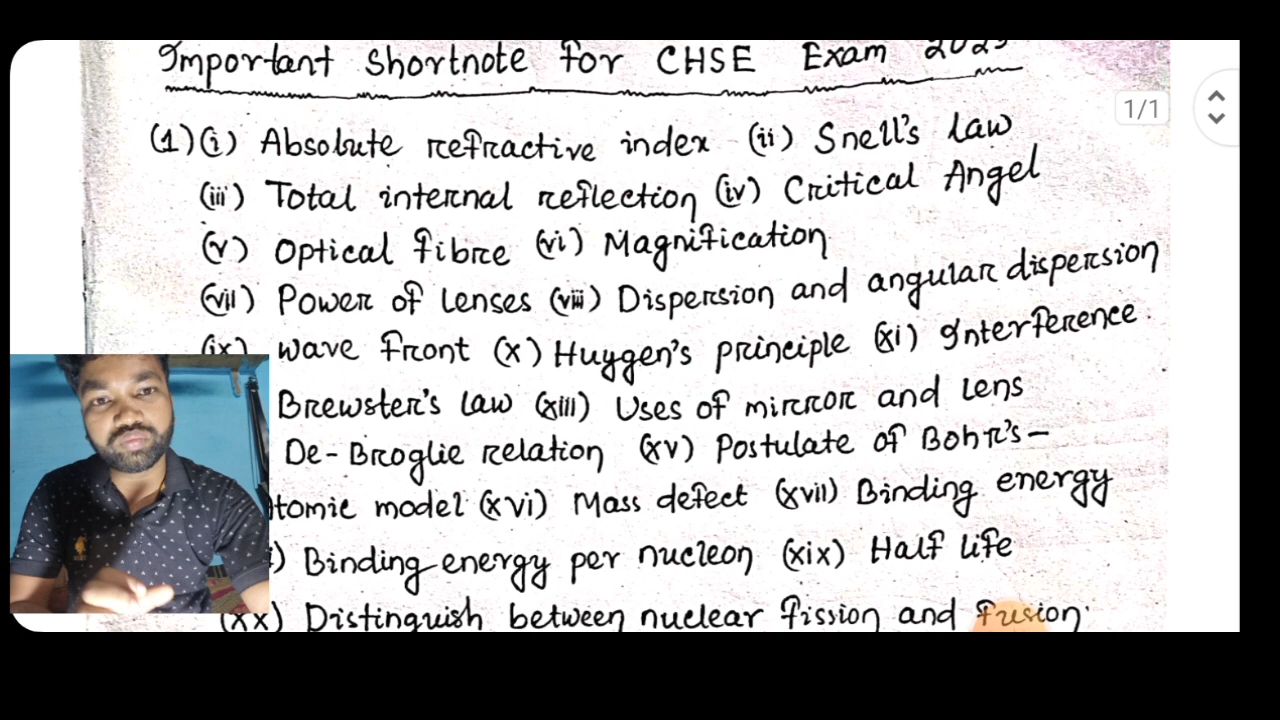 Important Shortnote for CHSE Exam 2023
1/1
(1)(i) Absolute refractive index (ii) Snell's law
(iii) Total internal reflection (iv) Critical Angel
(v) Optical fibre (vi) Magnification
(vii) Power of lenses (viii) Dispersion and angular dispersion
(ix) wave front (x) Huygen's principle (xi) Interference.
Brewster's law (xiii) Uses of mirror and lens
De-Broglie relation (xv) Postulate of Bohr's-
tomic model (xvi) Mass defect (xvii) Binding energy
i) Binding energy per nucleon (xix) Half life
(xx) Distinguish between nuclear fission and fusion.